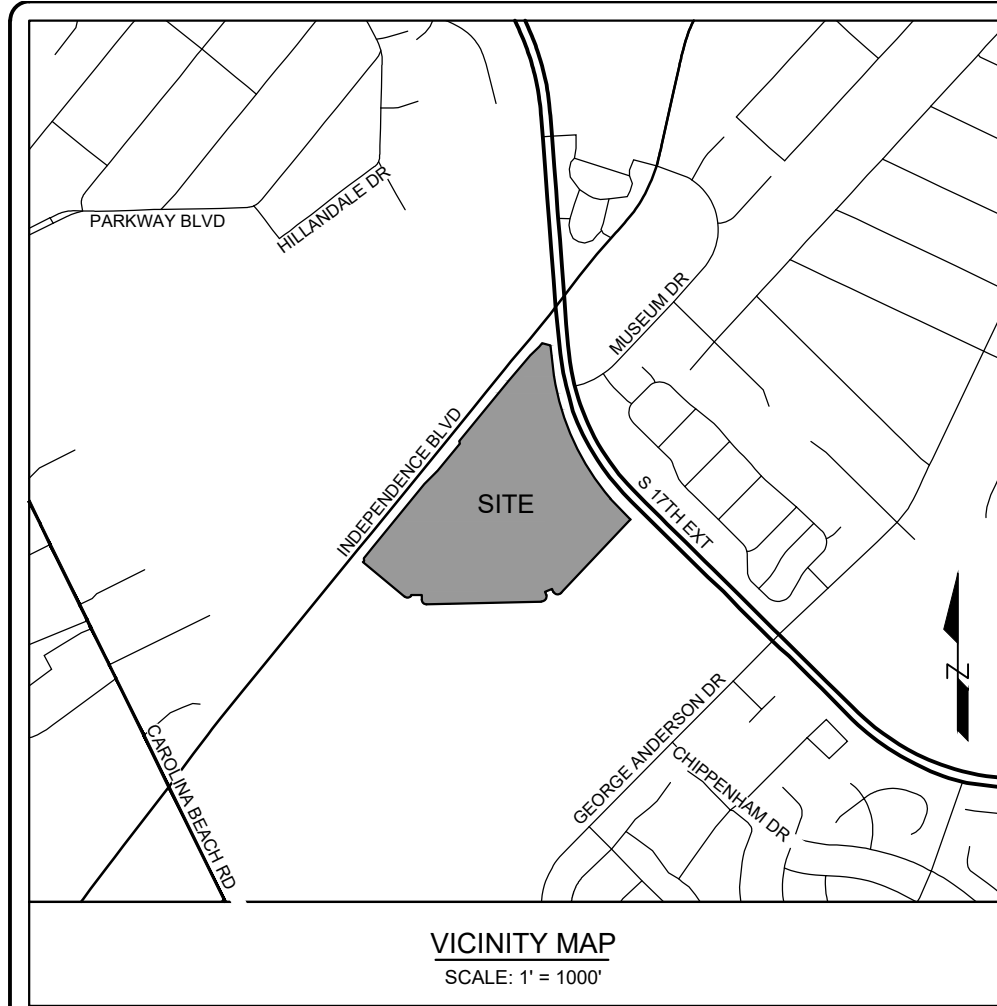 PARKWAY BLVD
HILLANDALE DR
MUSEUM DR
INDEPENDENCE BLVD
SITE
S 17TH EXT
N
GEORGE ANDERSON DR
CHIPPENHAM DR
CAROLINA BEACH RD
VICINITY MAP
SCALE: 1' = 1000'